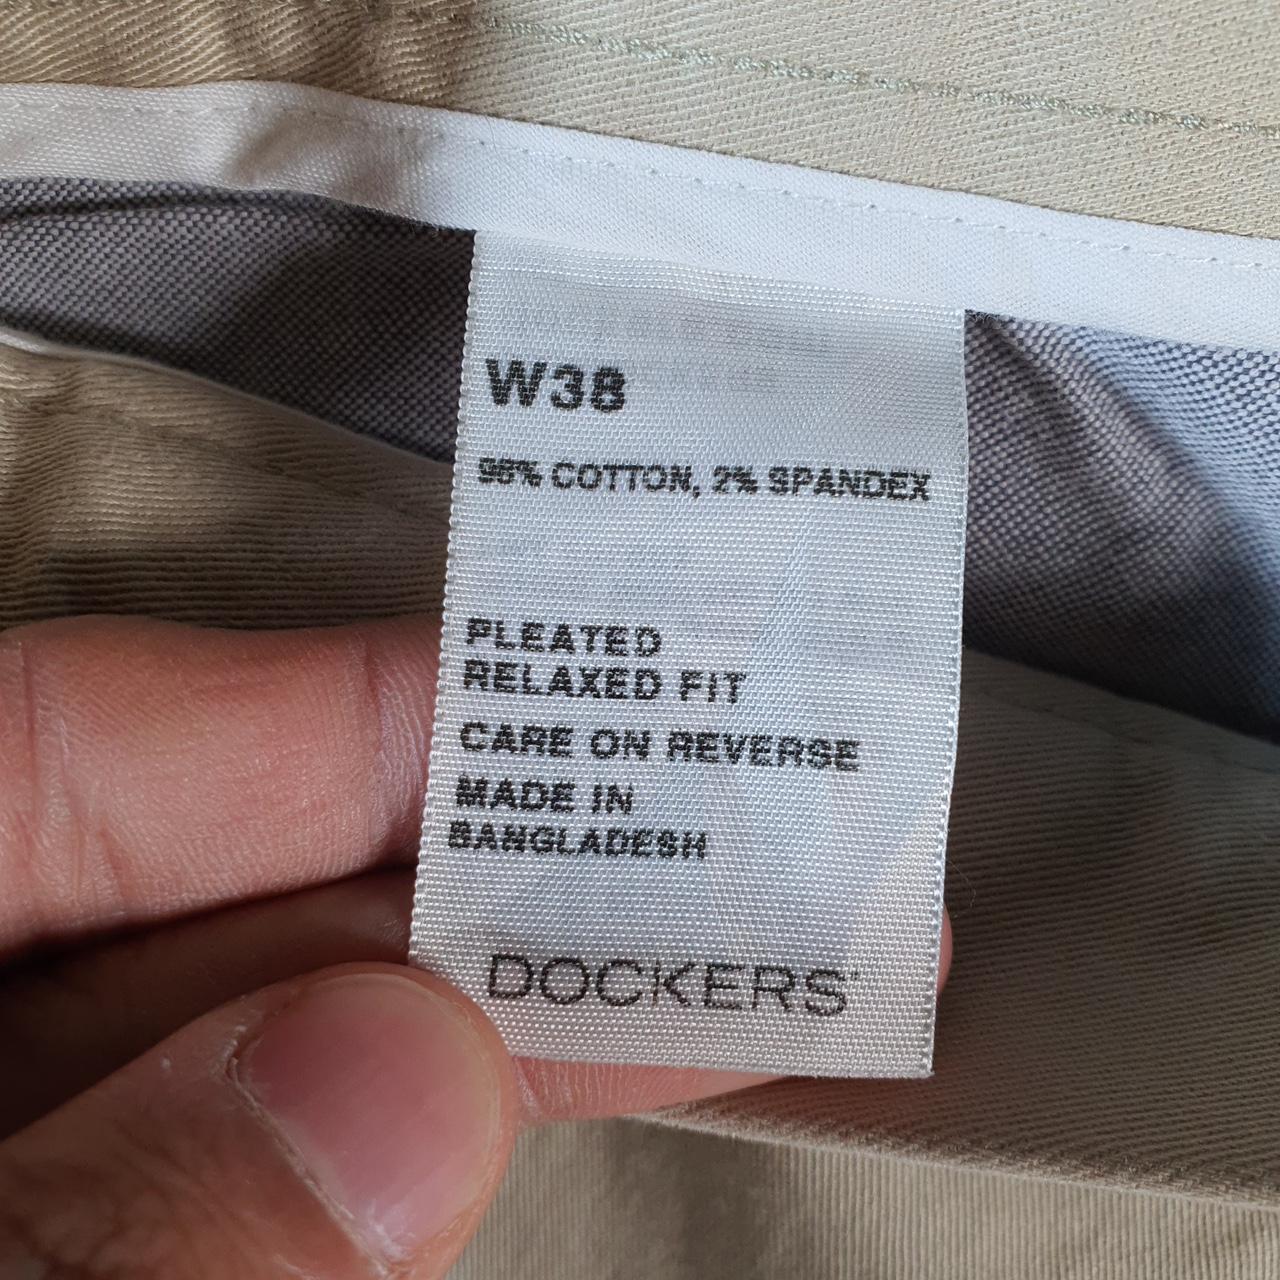 W38
98% COTTON, 2% SPANDEX
PLEATED
RELAXED FIT
CARE ON REVERSE
MADE IN
BANGLADESH
DOCKERS